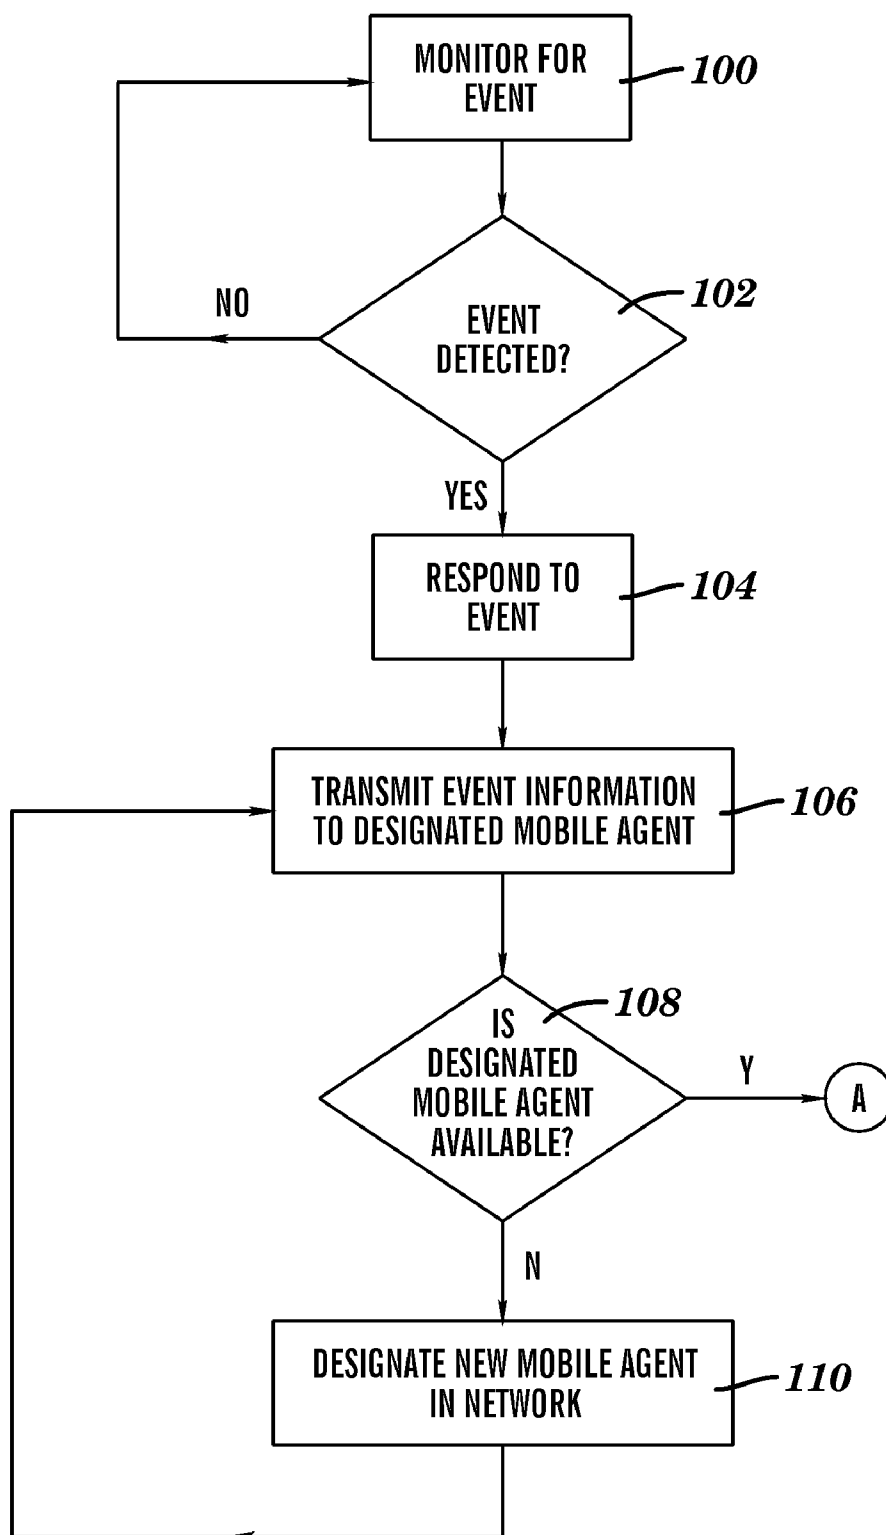 MONITOR FOR
EVENT
100
102
NO
EVENT
DETECTED?
YES
RESPOND TO
EVENT
104
TRANSMIT EVENT INFORMATION
TO DESIGNATED MOBILE AGENT
106
108
IS
DESIGNATED
MOBILE AGENT
AVAILABLE?
Y
A
N
DESIGNATE NEW MOBILE AGENT
IN NETWORK
110